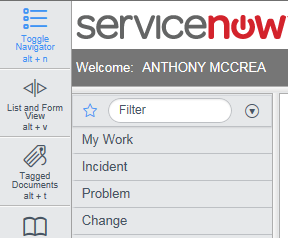 servicenow
Welcome: ANTHONY MCCREA
Toggle
Navigator
alt + n
List and Form
View
alt + v
Tagged
Documents
alt + t
Filter
My Work
Incident
Problem
Change